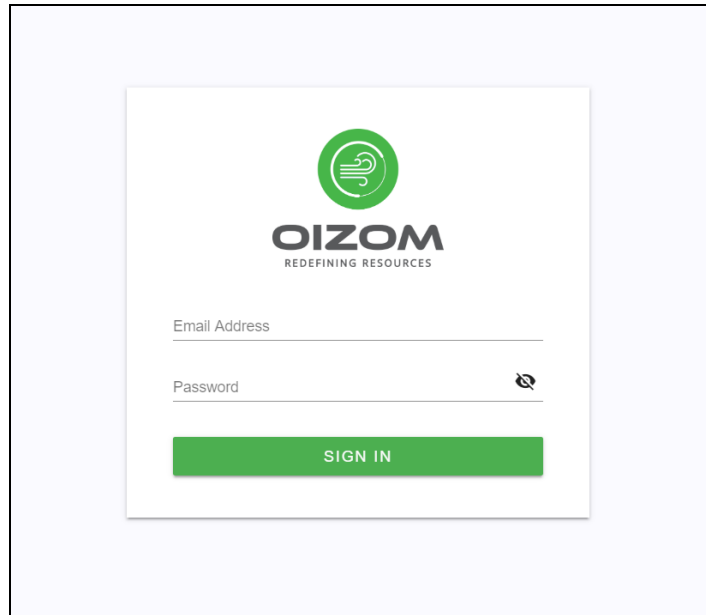 OIZOM
REDEFINING RESOURCES
Email Address
Password
SIGN IN